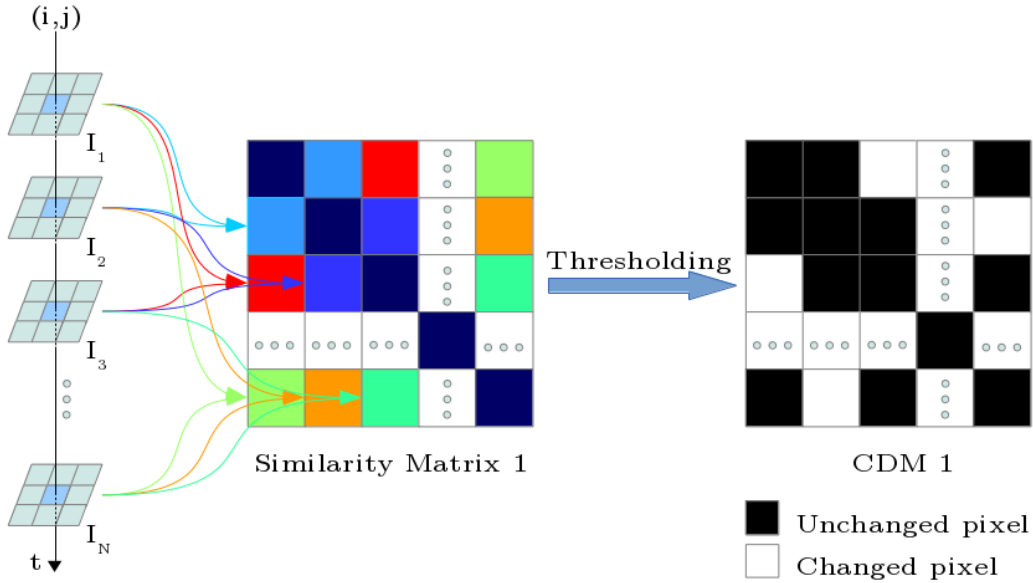 (i,j)
I1
I2
I3
IN
t
Thresholding
Similarity Matrix 1
CDM 1
Unchanged pixel
Changed pixel